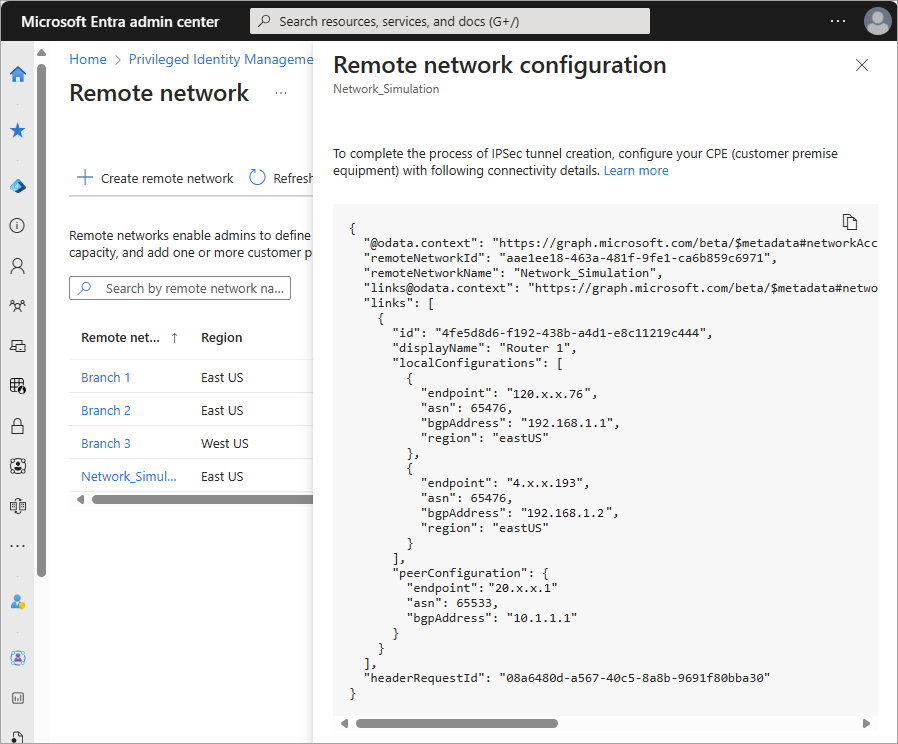 Microsoft Entra admin center
Search resources, services, and docs (G+/)
Home > Privileged Identity Manageme
Remote network
Create remote network
Refresh
Remote networks enable admins to define
capacity, and add one or more customer p
Search by remote network na...
Remote net... ↑ Region
Branch 1 East US
Branch 2 East US
Branch 3 West US
Network_Simul... East US
Remote network configuration
Network_Simulation
To complete the process of IPSec tunnel creation, configure your CPE (customer premise
equipment) with following connectivity details. Learn more
{
"@odata.context": "https://graph.microsoft.com/beta/$metadata#networkAcc
"remoteNetworkId": "aae1ee18-463a-481f-9fe1-ca6b859c6971",
"remoteNetworkName": "Network_Simulation",
"links@odata.context": "https://graph.microsoft.com/beta/$metadata#netwo
"links": [
{
"id": "4fe5d8d6-f192-438b-a4d1-e8c11219c444",
"displayName": "Router 1",
"localConfigurations": [
{
"endpoint": "120.x.x.76",
"asn": 65476,
"bgpAddress": "192.168.1.1",
"region": "eastUS"
},
{
"endpoint": "4.x.x.193",
"asn": 65476,
"bgpAddress": "192.168.1.2",
"region": "eastUS"
}
],
"peerConfiguration": {
"endpoint":"20.x.x.1"
"asn": 65533,
"bgpAddress": "10.1.1.1"
}
}
],
"headerRequestId": "08a6480d-a567-40c5-8a8b-9691f80bba30"
}